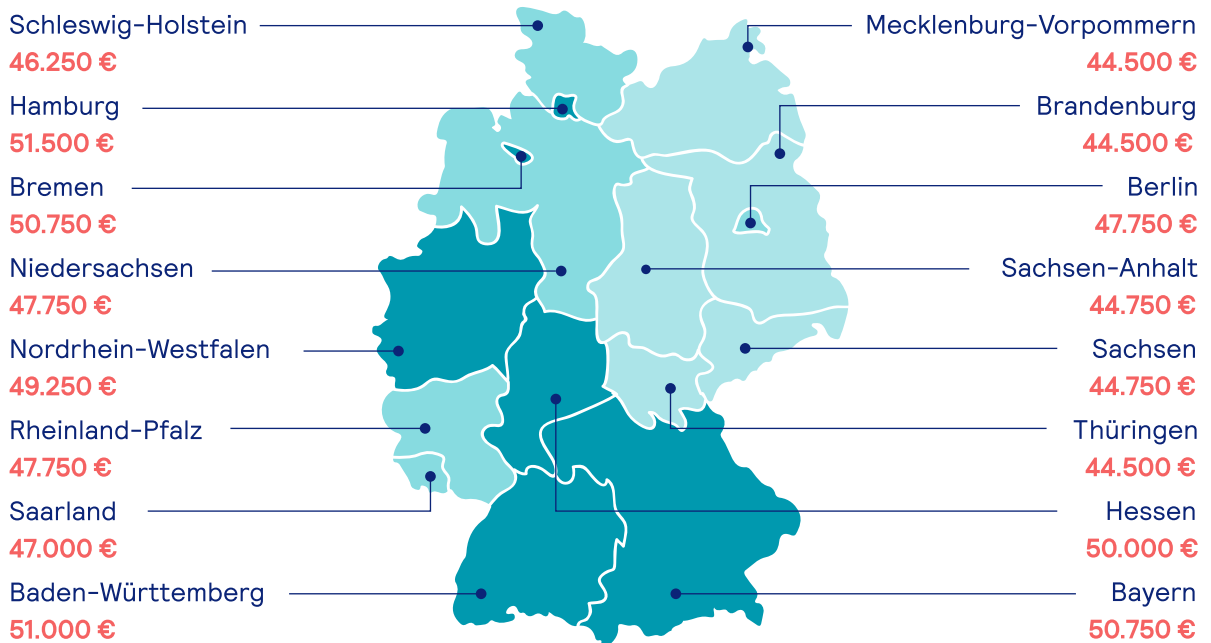 Schleswig-Holstein
46.250 €
Hamburg
51.500 €
Bremen
50.750 €
Niedersachsen
47.750 €
Nordrhein-Westfalen
49.250 €
Rheinland-Pfalz
47.750 €
Saarland
47.000 €
Baden-Württemberg
51.000 €
Mecklenburg-Vorpommern
44.500 €
Brandenburg
44.500 €
Berlin
47.750 €
Sachsen-Anhalt
44.750 €
Sachsen
44.750 €
Thüringen
44.500 €
Hessen
50.000 €
Bayern
50.750 €